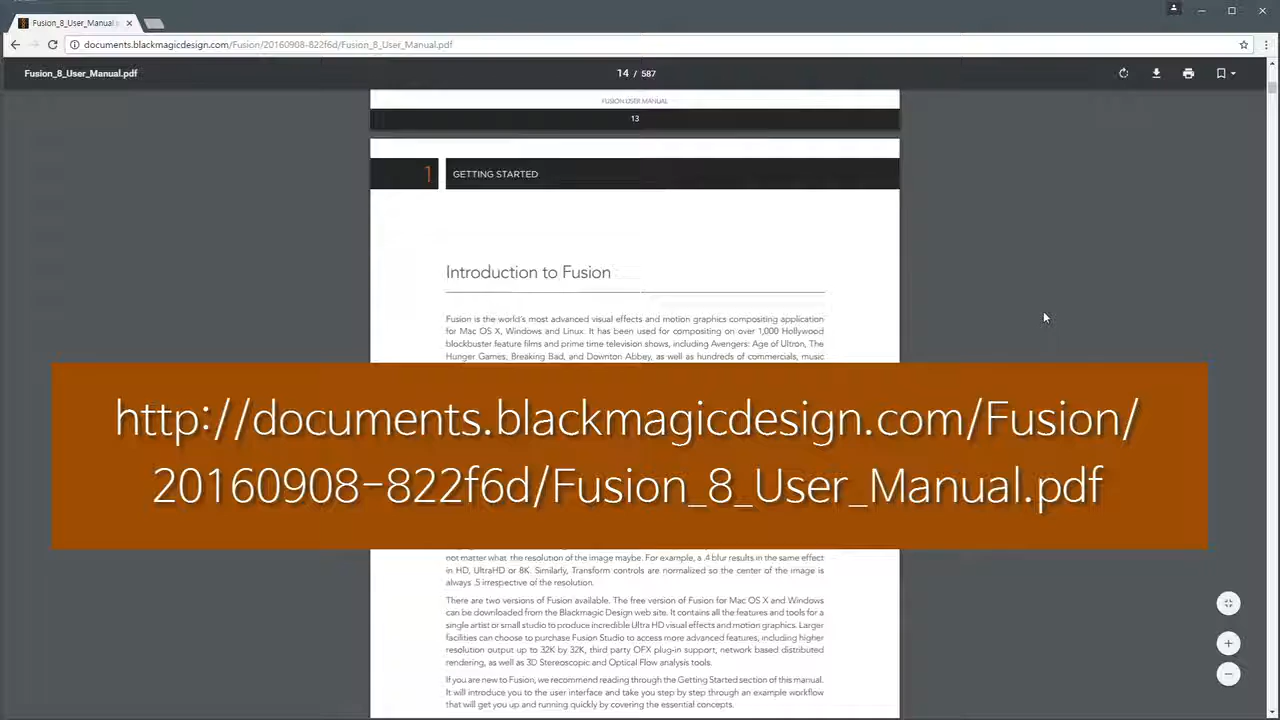 Fusion_8_User_Manual
documents.blackmagicdesign.com/Fusion/20160908-822f6d/Fusion_8_User_Manual.pdf
Fusion_8_User_Manual.pdf
14 / 587
FUSION USER MANUAL
13
1 GETTING STARTED
Introduction to Fusion
Fusion is the world's most advanced visual effects and motion graphics compositing application
for Mac OS X, Windows and Linux. It has been used for compositing on over 1,000 Hollywood
blockbuster feature films and prime time television shows, including Avengers: Age of Ultron, The
Hunger Games, Breaking Bad, and Downton Abbey, as well as hundreds of commercials, music
http://documents.blackmagicdesign.com/Fusion/
20160908-822f6d/Fusion_8_User_Manual.pdf
not matter what the resolution of the image maybe. For example, a .4 blur results in the same effect
in HD, UltraHD or 8K. Similarly, Transform controls are normalized so the center of the image is
always .5 irrespective of the resolution.
There are two versions of Fusion available. The free version of Fusion for Mac OS X and Windows
can be downloaded from the Blackmagic Design web site. It contains all the features and tools for a
single artist or small studio to produce incredible Ultra HD visual effects and motion graphics. Larger
facilities can choose to purchase Fusion Studio to access more advanced features, including higher
resolution output up to 32K by 32K, third party OFX plug-in support, network based distributed
rendering, as well as 3D Stereoscopic and Optical Flow analysis tools.
If you are new to Fusion, we recommend reading through the Getting Started section of this manual.
It will introduce you to the user interface and take you step by step through an example workflow
that will get you up and running quickly by covering the essential concepts.